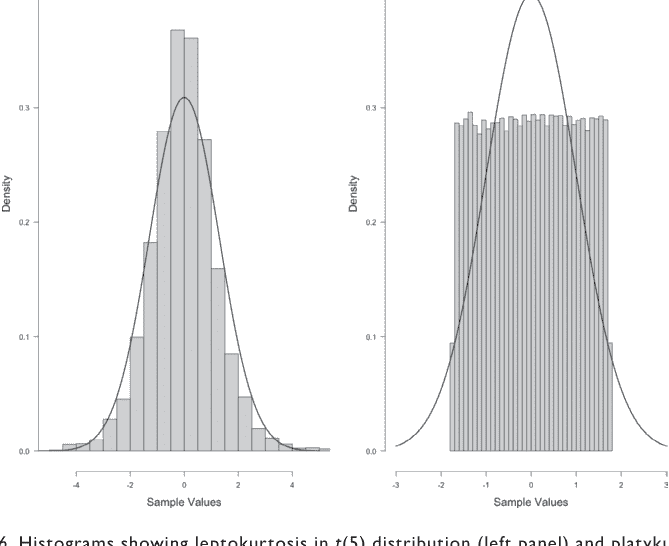 0.3
0.2
0.1
0.0
Density
-4 -2 0 2 4
Sample Values
0.3
0.2
0.1
0.0
Density
-3 -2 -1 0 1 2 3
Sample Values
6. Histograms showing leptokurtosis in t(5) distribution (left panel) and platyku